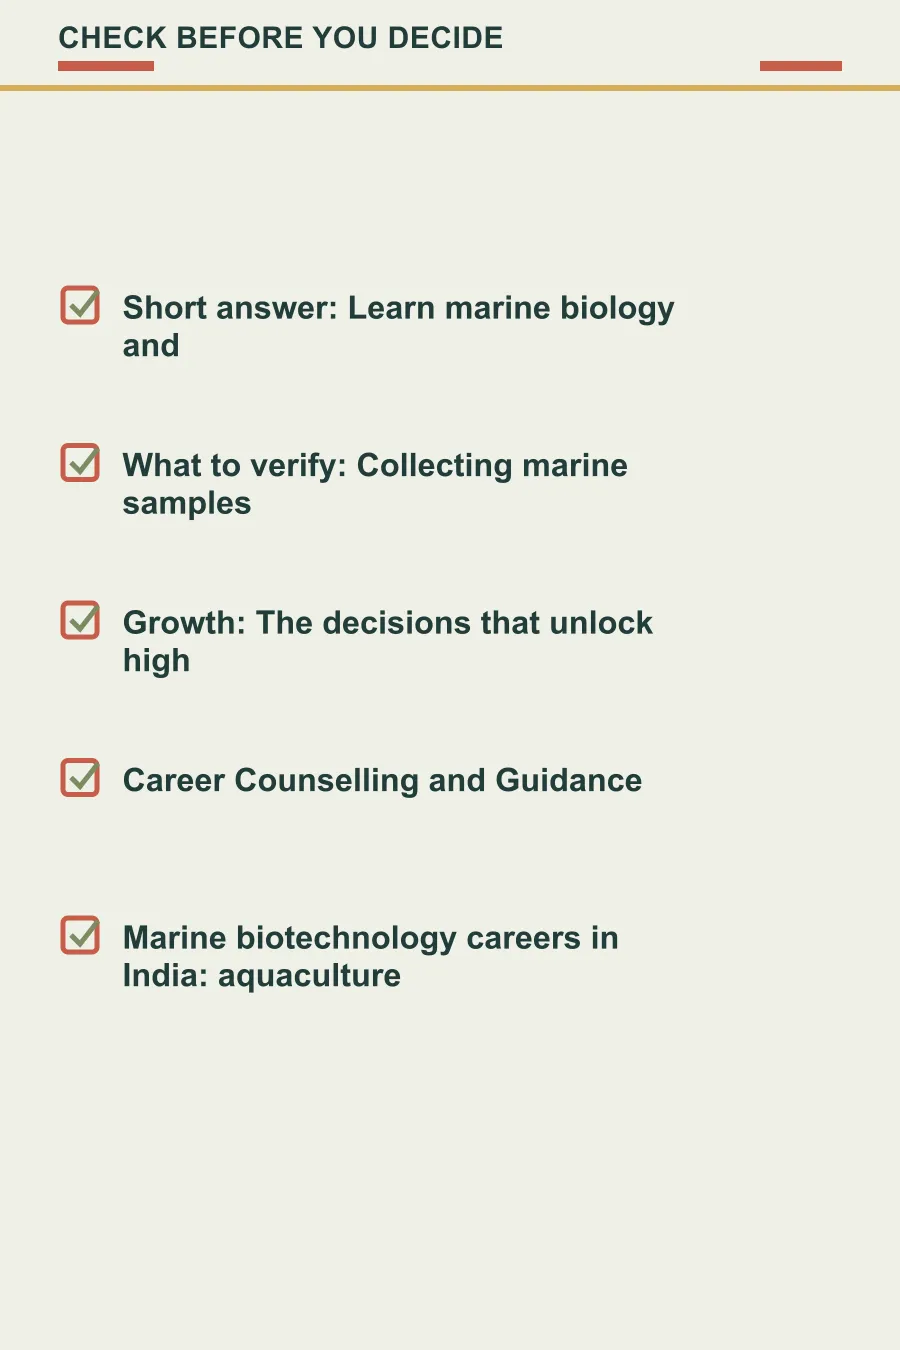 CHECK BEFORE YOU DECIDE
Short answer: Learn marine biology
and
What to verify: Collecting marine
samples
Growth: The decisions that unlock
high
Career Counselling and Guidance
Marine biotechnology careers in
India: aquaculture